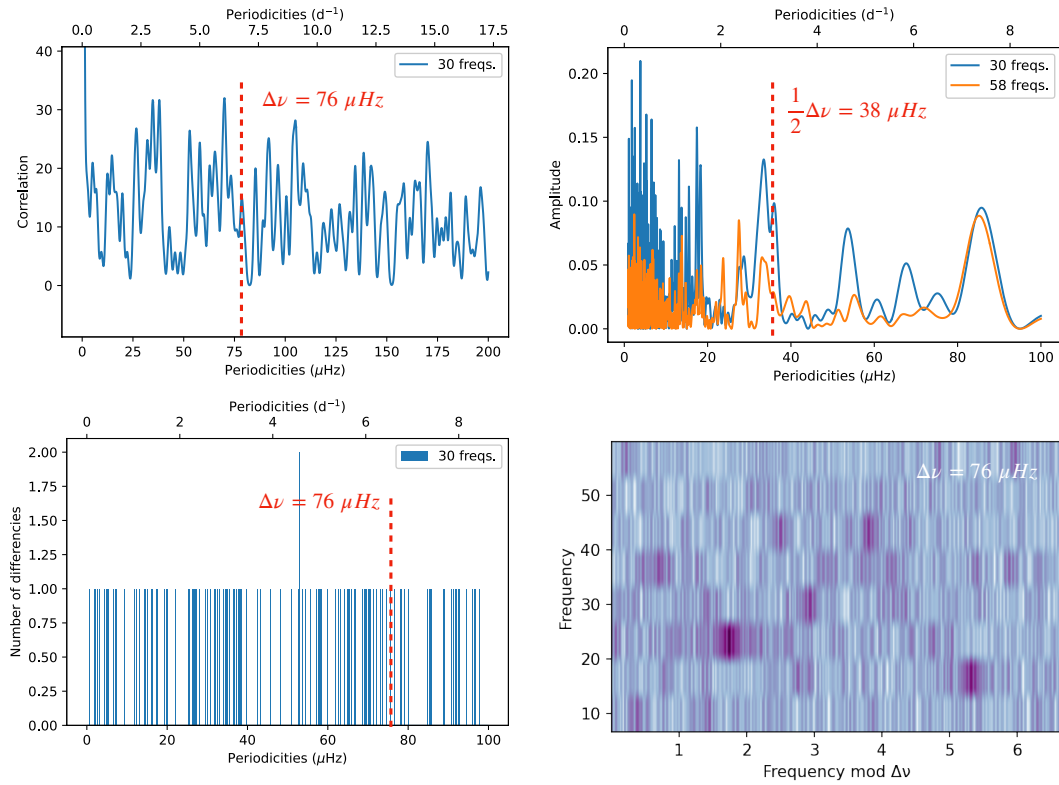 Periodicities (d⁻¹)
0.0 2.5 5.0 7.5 10.0 12.5 15.0 17.5
40
30
20
10
0
Correlation
30 freqs.
Δν = 76 μHz
0 25 50 75 100 125 150 175 200
Periodicities (μHz)
Periodicities (d⁻¹)
0 2 4 6 8
0.20
0.15
0.10
0.05
0.00
Amplitude
30 freqs.
58 freqs.
1/2 Δν = 38 μHz
0 20 40 60 80 100
Periodicities (μHz)
Periodicities (d⁻¹)
0 2 4 6 8
2.00
1.75
1.50
1.25
1.00
0.75
0.50
0.25
0.00
Number of differencies
30 freqs.
Δν = 76 μHz
0 20 40 60 80 100
Periodicities (μHz)
Δν = 76 μHz
50
40
30
20
10
Frequency
1 2 3 4 5 6
Frequency mod Δν